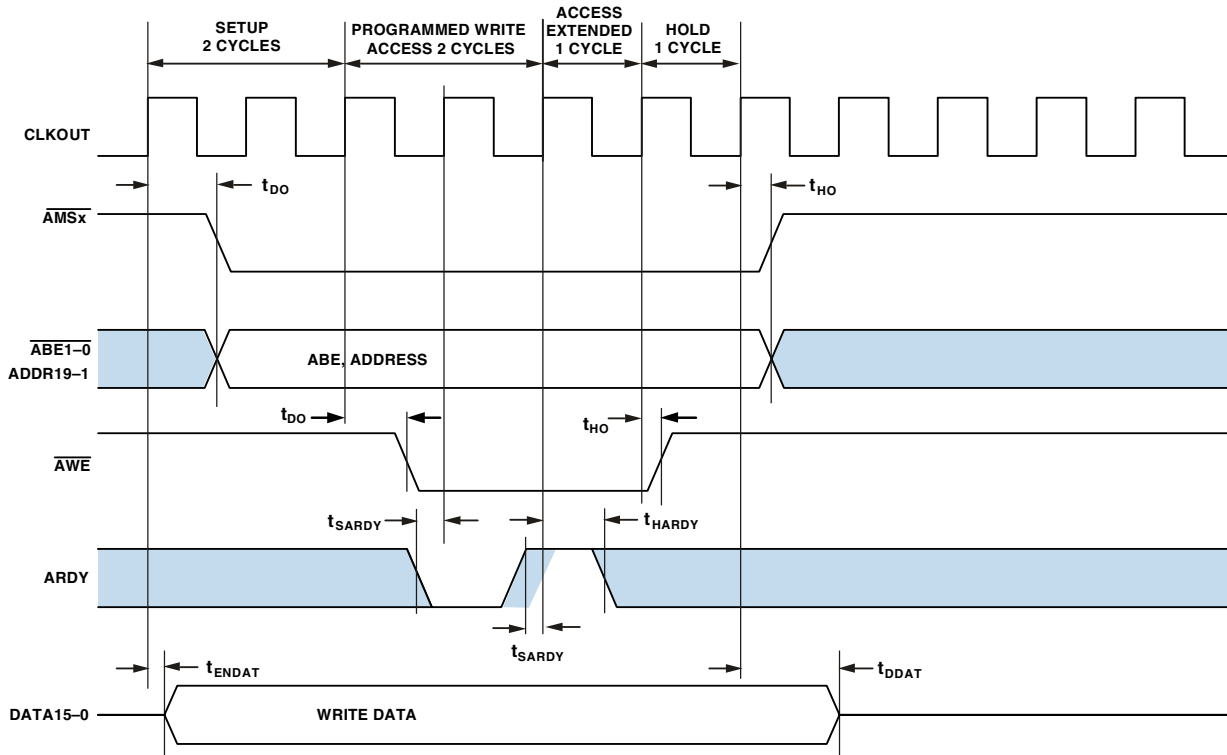 SETUP
2 CYCLES
PROGRAMMED WRITE
ACCESS 2 CYCLES
ACCESS
EXTENDED
1 CYCLE
HOLD
1 CYCLE
CLKOUT
tDO
tHO
AMSx
ABE1–0
ADDR19–1
ABE, ADDRESS
tDO
tHO
AWE
tSARDY
tHARDY
ARDY
tSARDY
tENDAT
tDDAT
DATA15–0
WRITE DATA